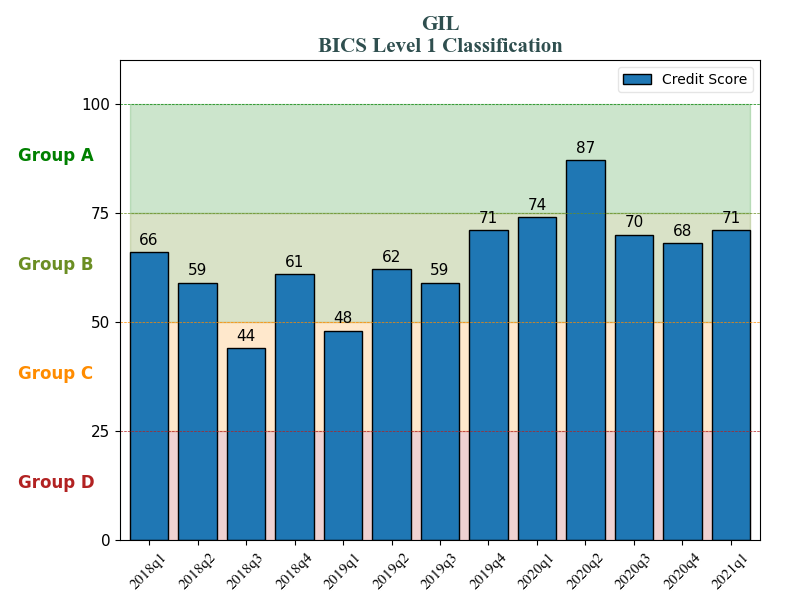 GIL
BICS Level 1 Classification
Credit Score
100
75
50
25
0
Group A
Group B
Group C
Group D
66
59
44
61
48
62
59
71
74
87
70
68
71
2018q1
2018q2
2018q3
2018q4
2019q1
2019q2
2019q3
2019q4
2020q1
2020q2
2020q3
2020q4
2021q1